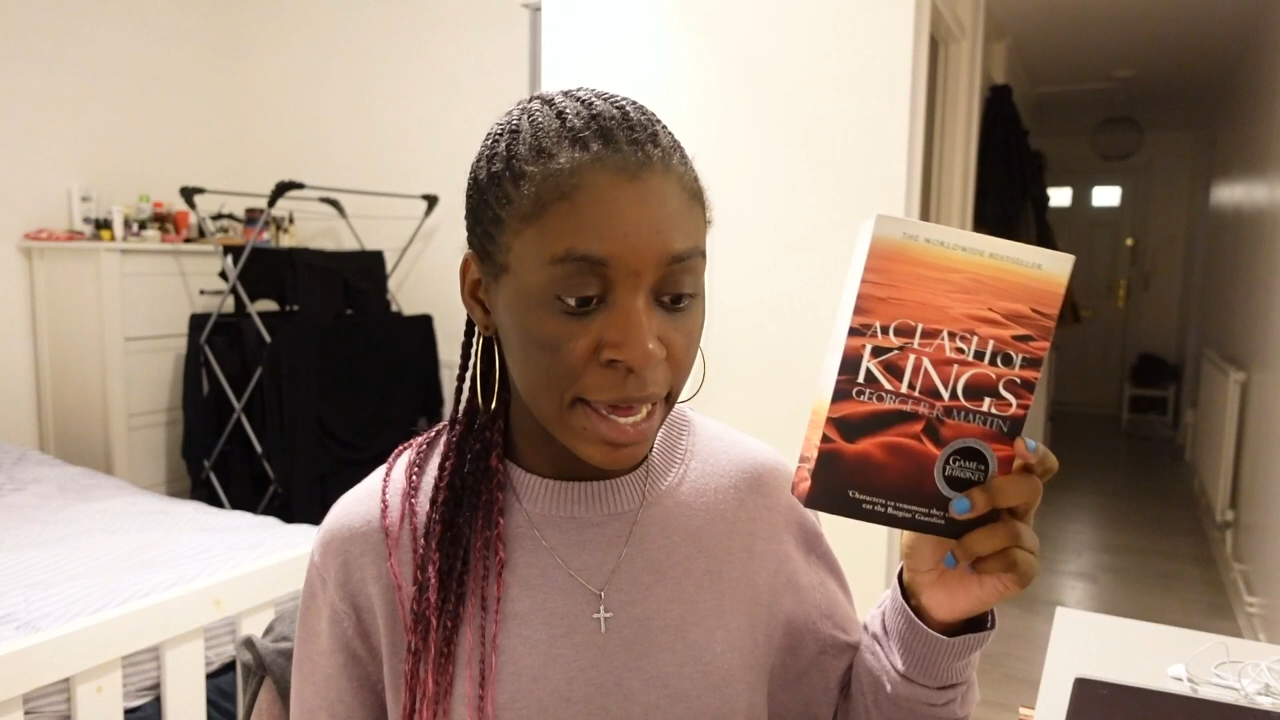 THE WORLDWIDE BESTSELLER
A CLASH OF
KINGS
GEORGE R. R. MARTIN
GAME OF
THRONES
'Characters so venomous they
eat the Borgias' Guardian